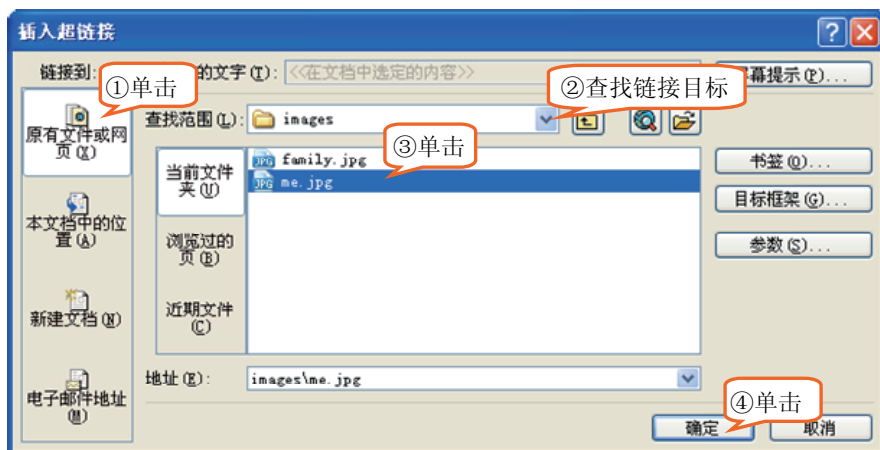 插入超链接
链接到:
的文字(T):
<<在文档中选定的内容>>
幕提示(P)...
①单击
②查找链接目标
原有文件或网
页(X)
查找范围(L):
images
③单击
当前文件
夹(U)
family.jpg
me.jpg
书签(O)...
目标框架(G)...
本文档中的位
置(A)
浏览过的
页(B)
参数(S)...
新建文档(N)
近期文件
(C)
电子邮件地址
(M)
地址(E):
images\me.jpg
④单击
确定
取消